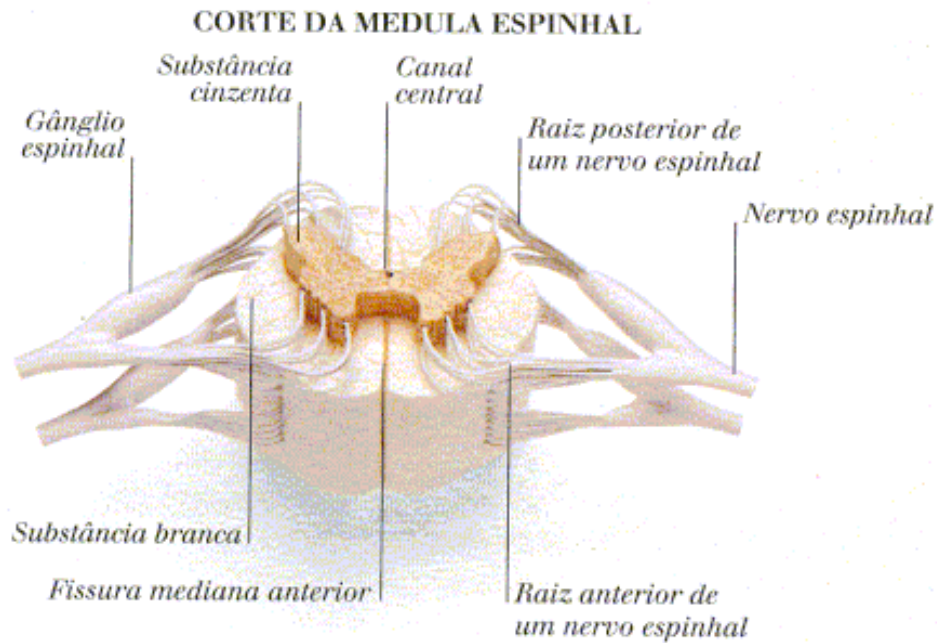 CORTE DA MEDULA ESPINHAL
Substância
cinzenta
Canal
central
Gânglio
espinhal
Raiz posterior de
um nervo espinhal
Nervo espinhal
Substância branca
Fissura mediana anterior
Raiz anterior de
um nervo espinhal